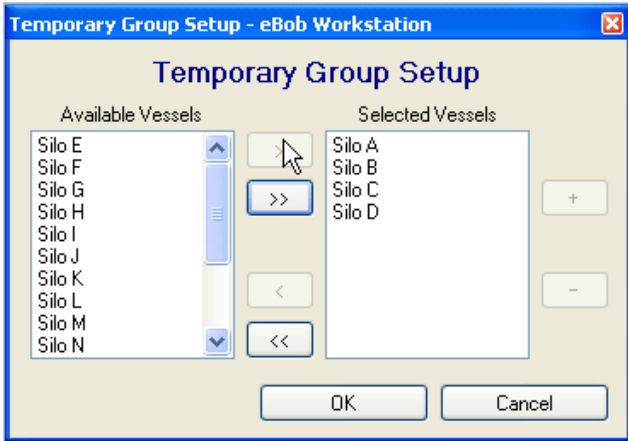 Temporary Group Setup - eBob Workstation
Temporary Group Setup
Available Vessels
Selected Vessels
Silo E
Silo F
Silo G
Silo H
Silo I
Silo J
Silo K
Silo L
Silo M
Silo N
>
>>
<
<<
Silo A
Silo B
Silo C
Silo D
+
-
OK
Cancel